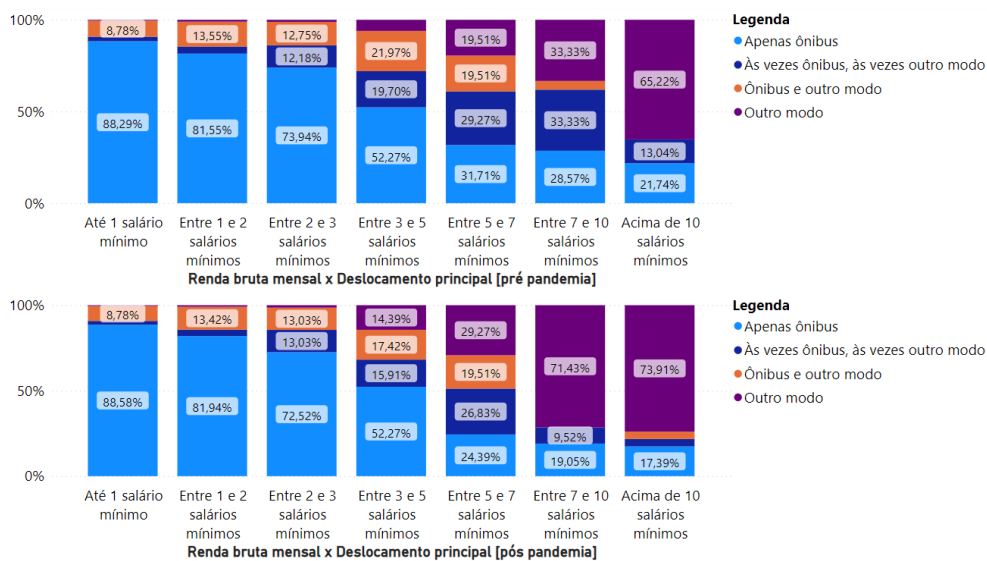 100%
50%
0%
8,78%
88,29%
13,55%
81,55%
12,75%
12,18%
73,94%
21,97%
19,70%
52,27%
19,51%
19,51%
29,27%
31,71%
33,33%
33,33%
28,57%
65,22%
13,04%
21,74%
Até 1 salário
mínimo
Entre 1 e 2
salários
mínimos
Entre 2 e 3
salários
mínimos
Entre 3 e 5
salários
mínimos
Entre 5 e 7
salários
mínimos
Entre 7 e 10
salários
mínimos
Acima de 10
salários
mínimos
Renda bruta mensal x Deslocamento principal [pré pandemia]
Legenda
Apenas ônibus
Às vezes ônibus, às vezes outro modo
Ônibus e outro modo
Outro modo
100%
50%
0%
8,78%
88,58%
13,42%
81,94%
13,03%
13,03%
72,52%
14,39%
17,42%
15,91%
52,27%
29,27%
19,51%
26,83%
24,39%
71,43%
9,52%
19,05%
73,91%
17,39%
Até 1 salário
mínimo
Entre 1 e 2
salários
mínimos
Entre 2 e 3
salários
mínimos
Entre 3 e 5
salários
mínimos
Entre 5 e 7
salários
mínimos
Entre 7 e 10
salários
mínimos
Acima de 10
salários
mínimos
Renda bruta mensal x Deslocamento principal [pós pandemia]
Legenda
Apenas ônibus
Às vezes ônibus, às vezes outro modo
Ônibus e outro modo
Outro modo